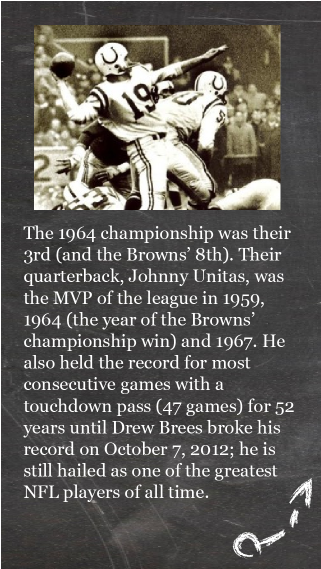 19
The 1964 championship was their
3rd (and the Browns’ 8th). Their
quarterback, Johnny Unitas, was
the MVP of the league in 1959,
1964 (the year of the Browns’
championship win) and 1967. He
also held the record for most
consecutive games with a
touchdown pass (47 games) for 52
years until Drew Brees broke his
record on October 7, 2012; he is
still hailed as one of the greatest
NFL players of all time.